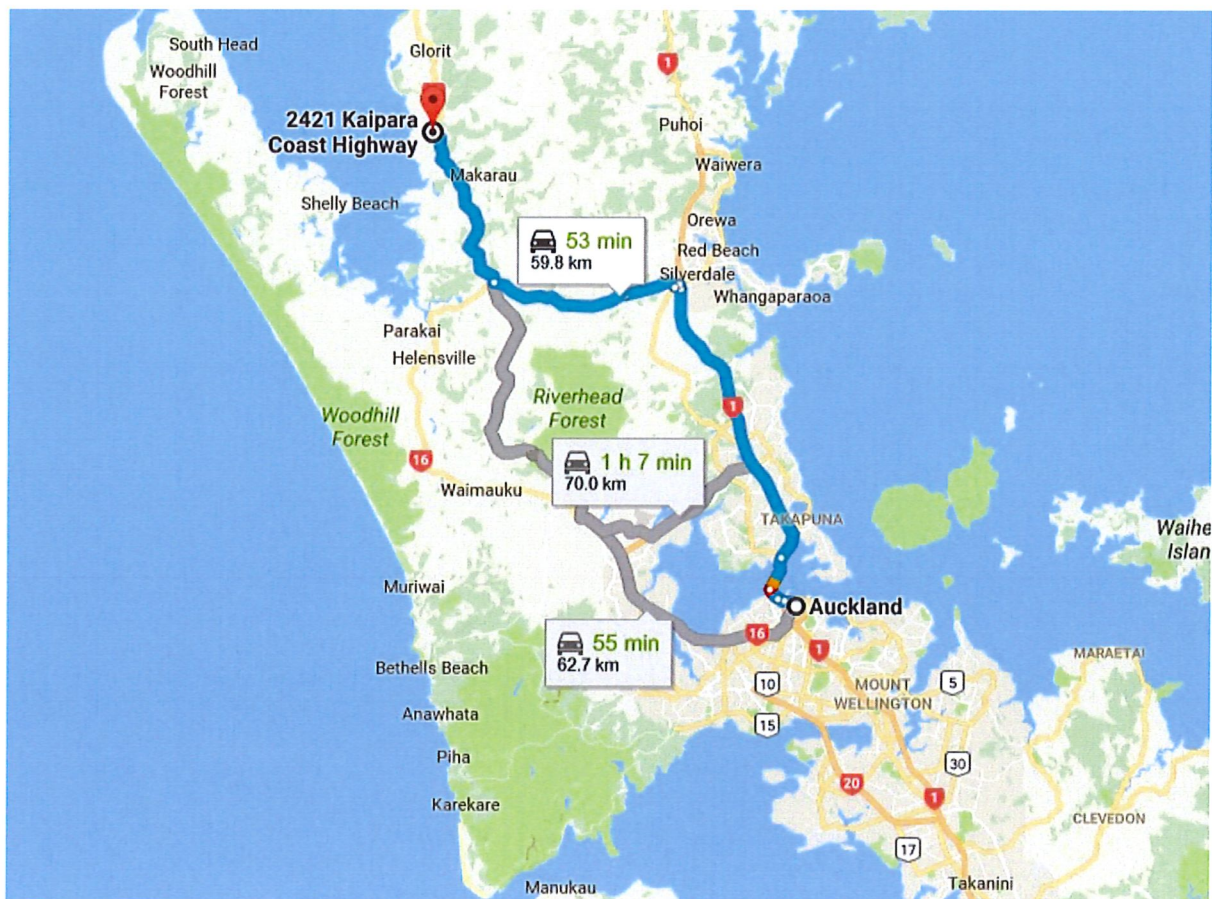 South Head
Woodhill
Forest
Glorit
1
2421 Kaipara
Coast Highway
Puhoi
Waiwera
Makarau
Shelly Beach
Orewa
53 min
59.8 km
Red Beach
Silverdale
Whangaparaoa
Parakai
Helensville
Riverhead
Forest
1
Woodhill
Forest
16
1 h 7 min
70.0 km
Waimauku
TAKAPUNA
Waihe
Islan
Muriwai
Auckland
55 min
62.7 km
16
1
Bethells Beach
10
MOUNT
WELLINGTON
5
MARAETAI
Anawhata
15
Piha
30
20
Karekare
1
CLEVEDON
17
Manukau
Takanini